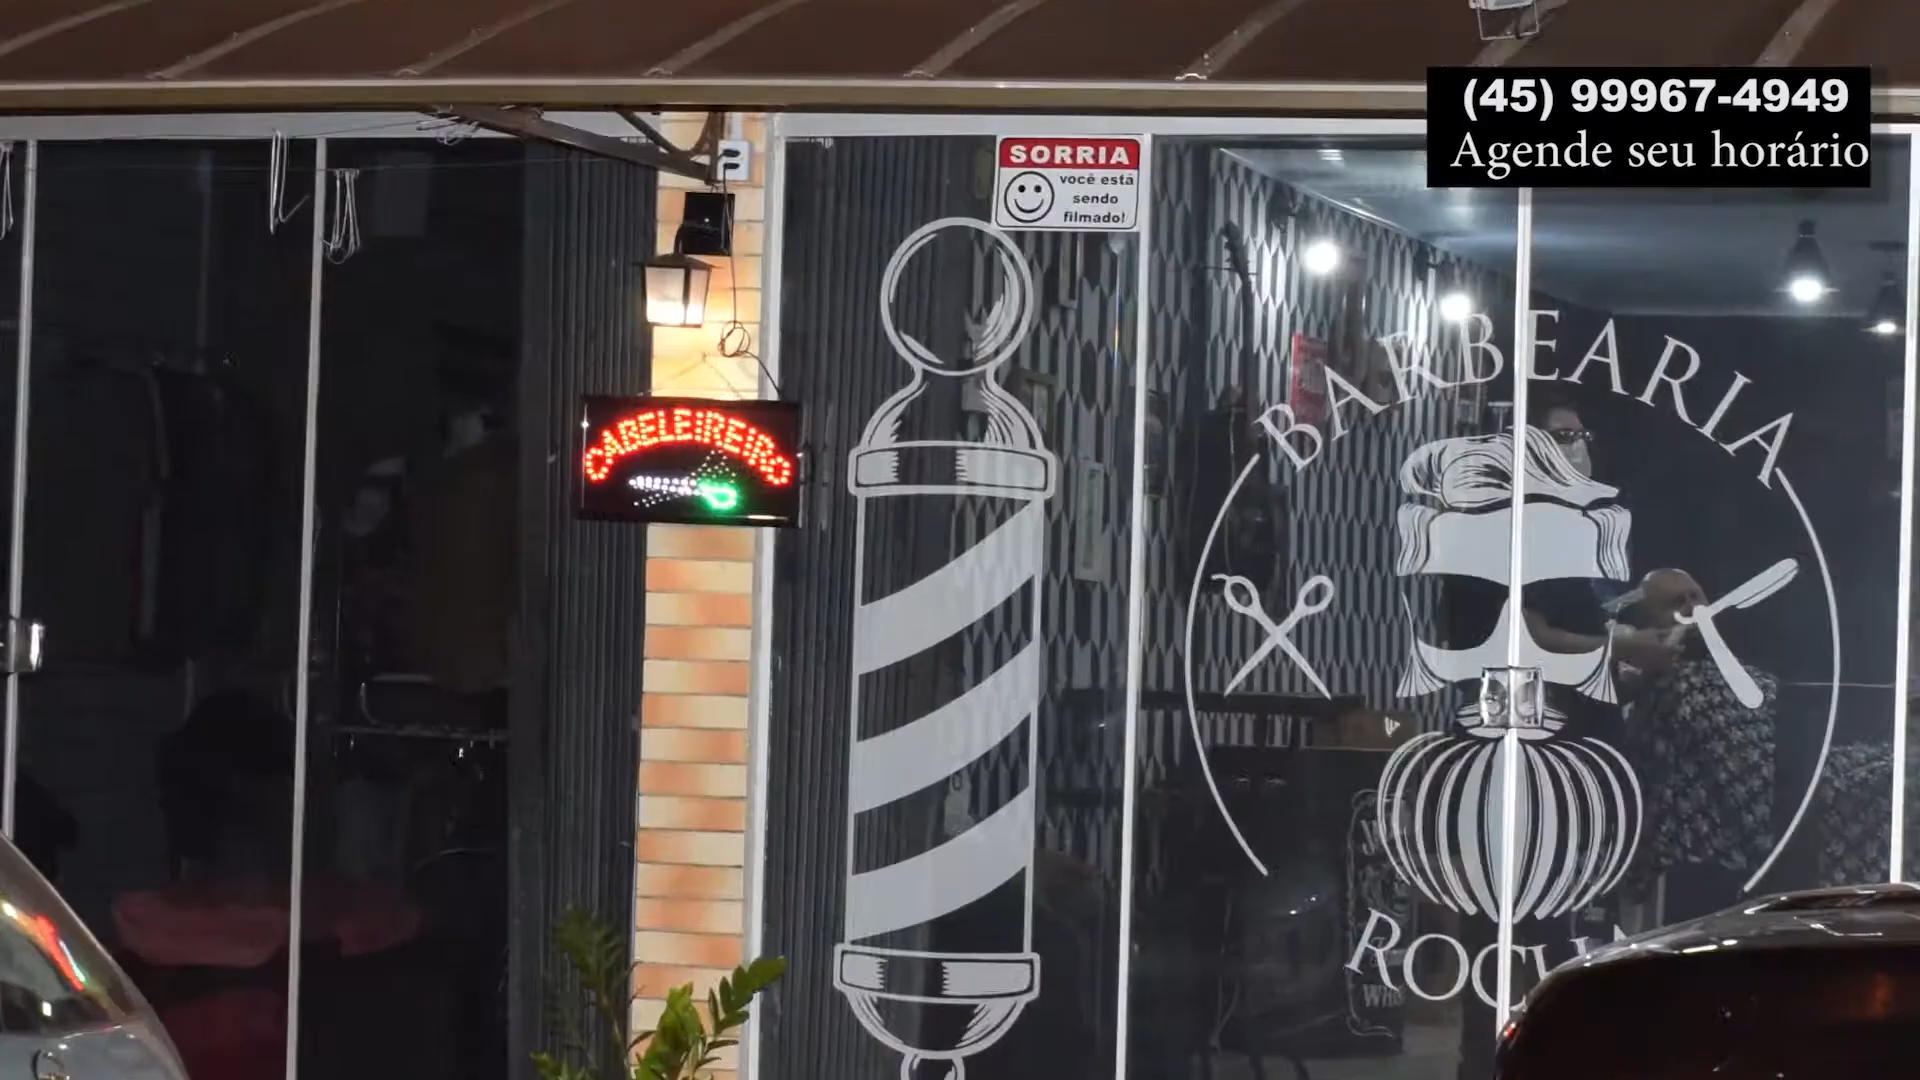 (45) 99967-4949
Agende seu horário
SORRIA
você está
sendo
filmado!
BARBEARIA
CABELEIREIRO